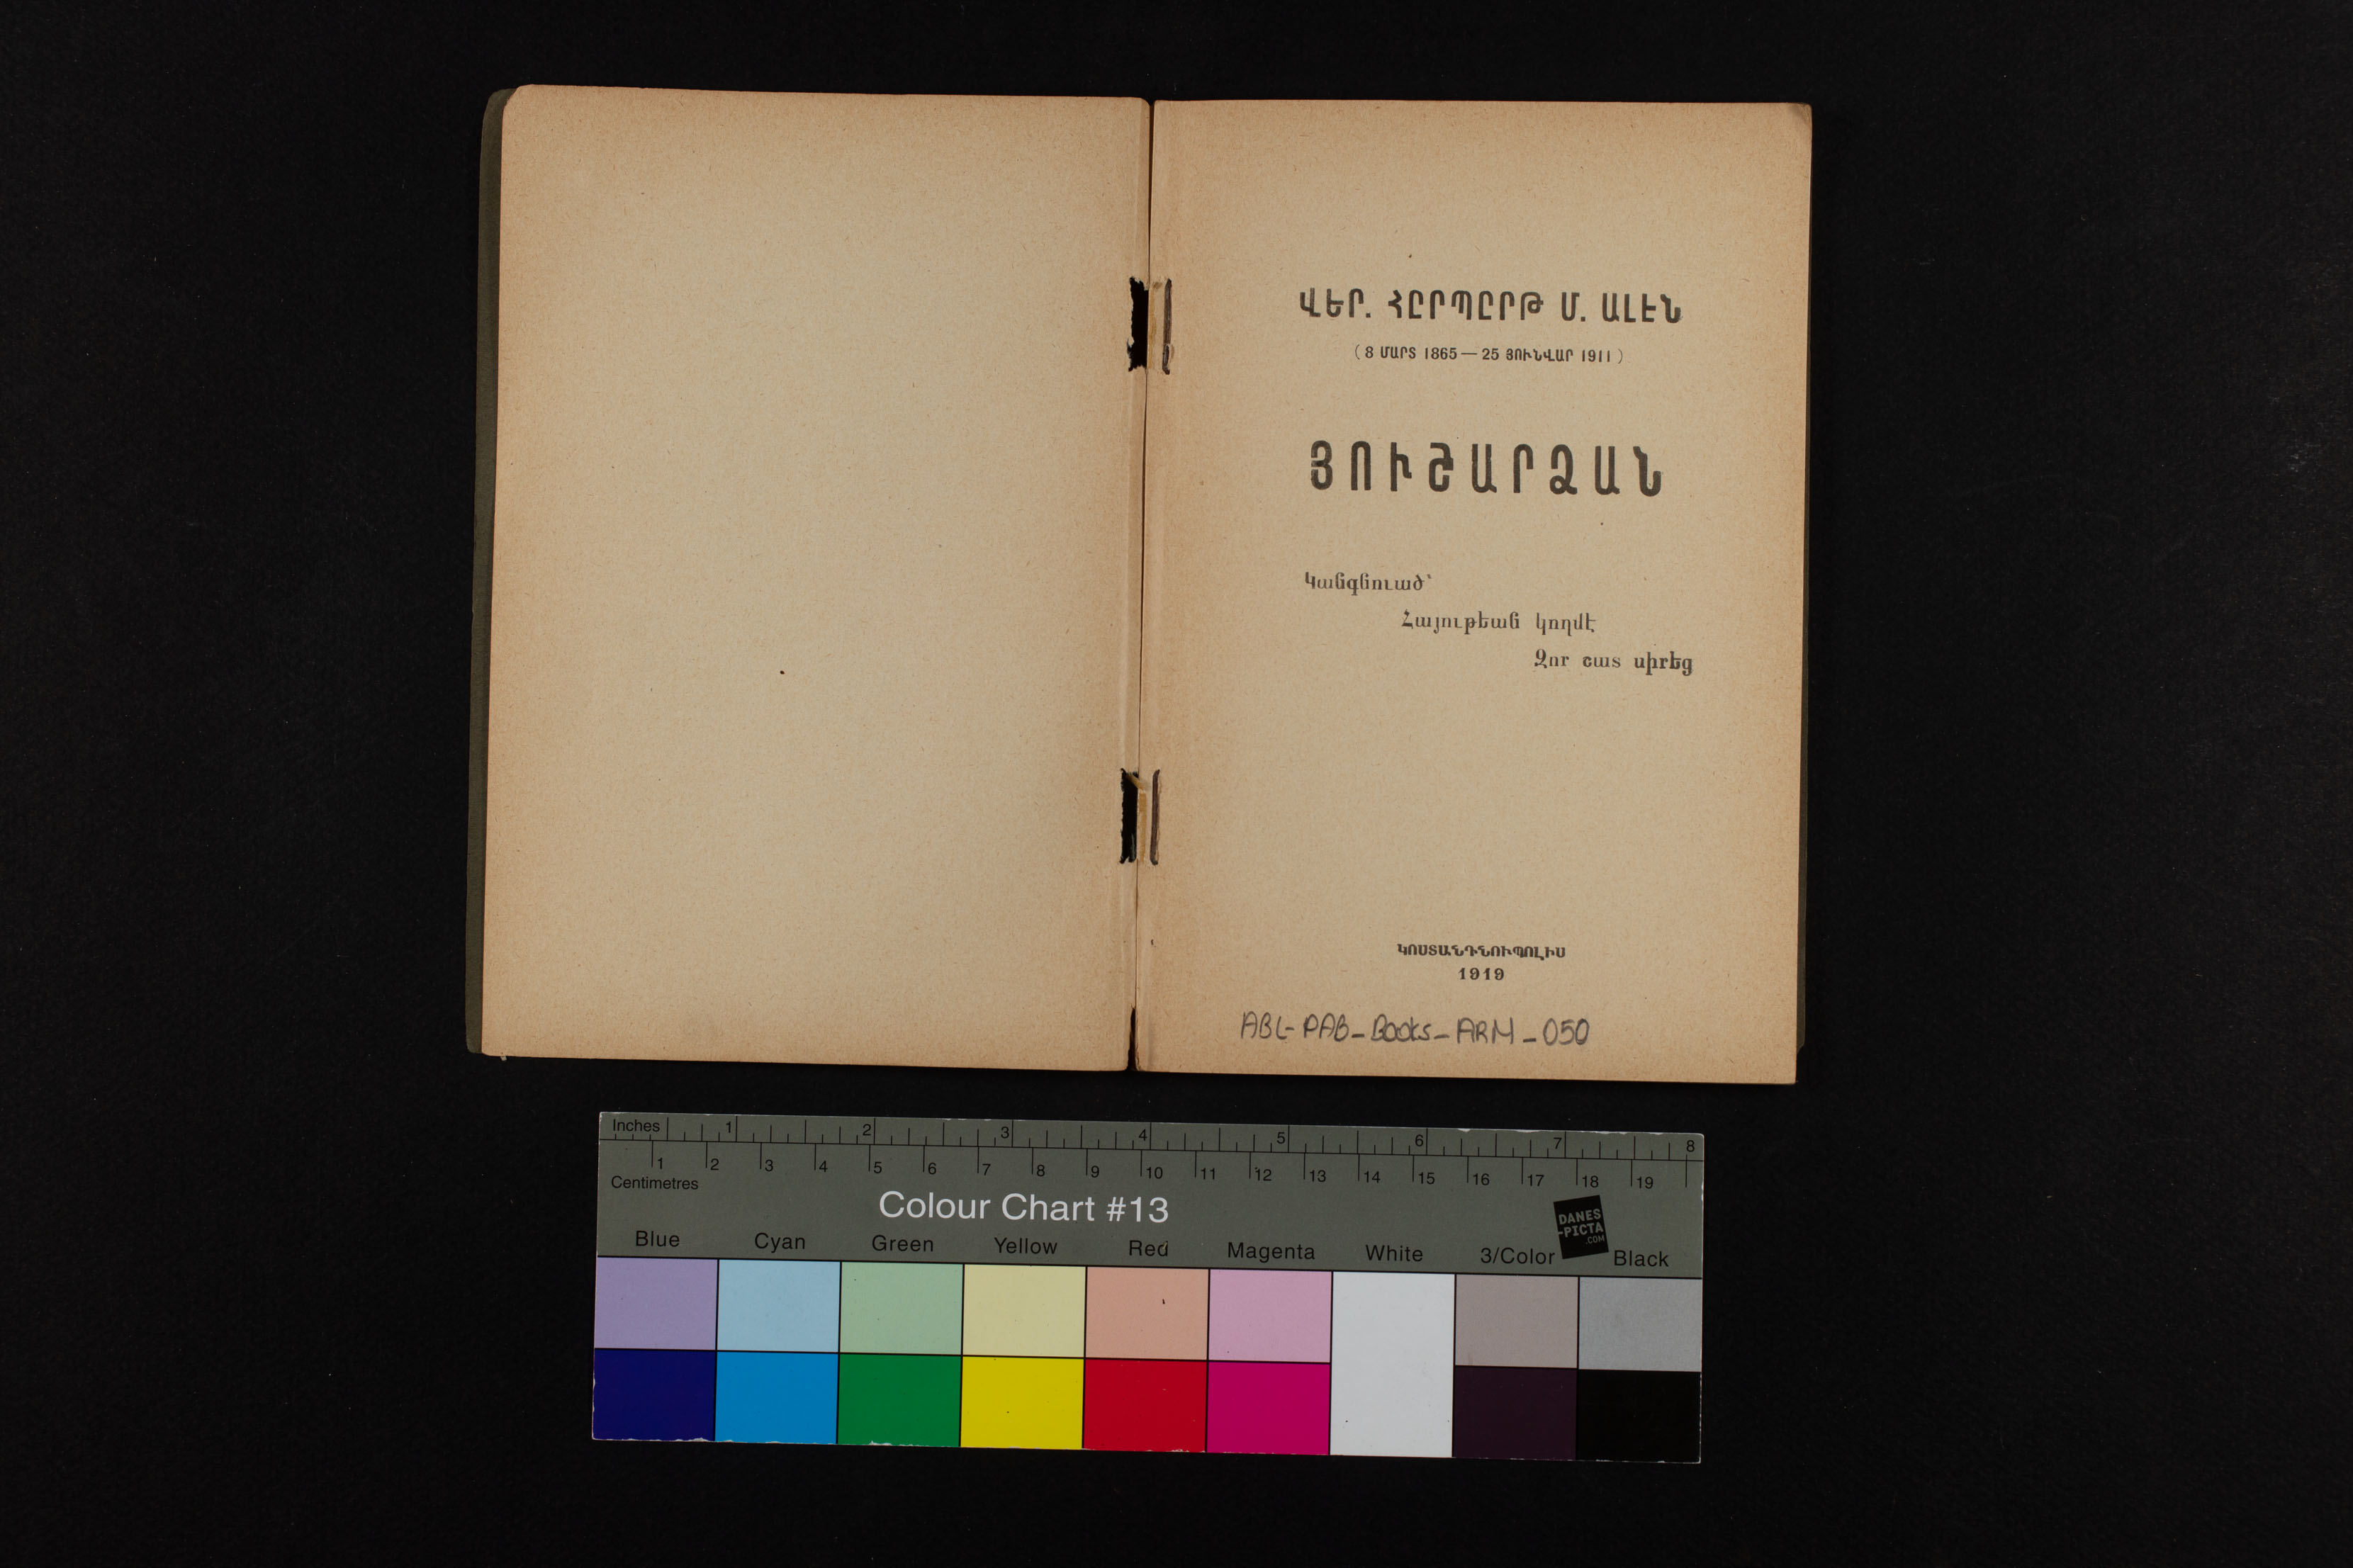 ՎԵՐ. ՀԸՐՊԸՐԹ Մ. ԱԼԷՆ
( 8 ՄԱՐՏ 1865 — 25 ՅՈՒՆՎԱՐ 1911 )
ՅՈՒՇԱՐՁԱՆ
Կանգնուած՝
Հայութեան կողմէ
Զոր շատ սիրեց
ԿՈՍՏԱՆԴՆՈՒՊՈԼԻՍ
1919
ABL-PAB-Books-ARM-050
Inches 1 2 3 4 5 6 7 8
1 2 3 4 5 6 7 8 9 10 11 12 13 14 15 16 17 18 19
Centimetres
Colour Chart #13
DANES
-PICTA
.COM
Blue Cyan Green Yellow Red Magenta White 3/Color Black